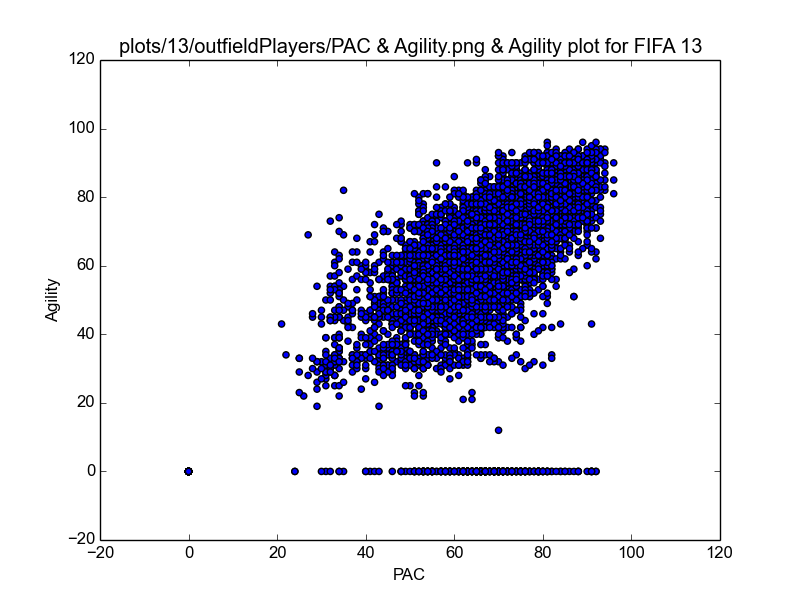 plots/13/outfieldPlayers/PAC & Agility.png & Agility plot for FIFA 13
120
100
80
60
40
20
0
−20
Agility
−20 0 20 40 60 80 100 120
PAC